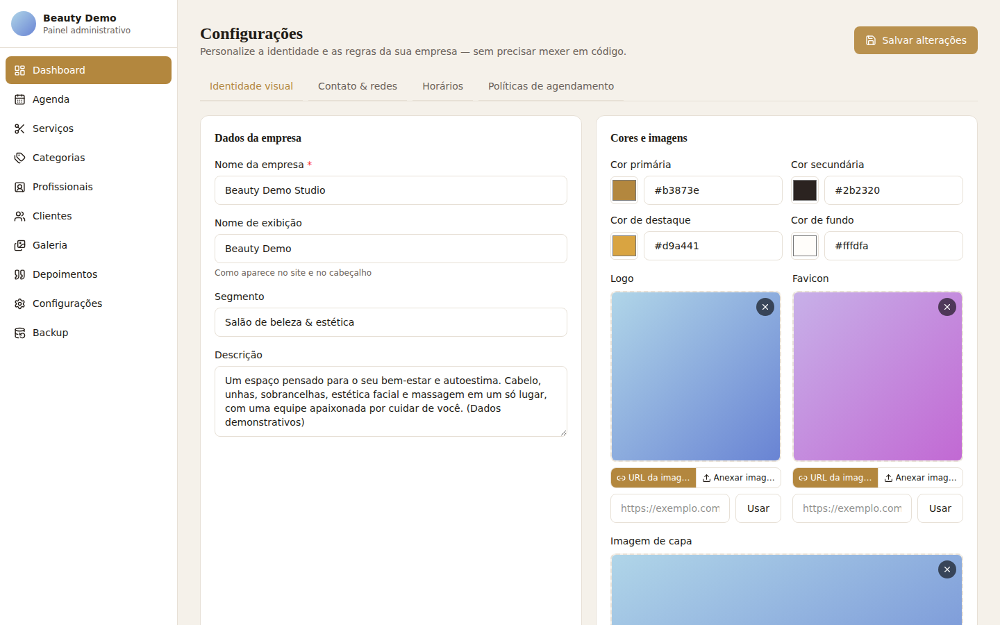 Beauty Demo
Painel administrativo
Dashboard
Agenda
Serviços
Categorias
Profissionais
Clientes
Galeria
Depoimentos
Configurações
Backup
Configurações
Personalize a identidade e as regras da sua empresa — sem precisar mexer em código.
Salvar alterações
Identidade visual
Contato & redes
Horários
Políticas de agendamento
Dados da empresa
Nome da empresa *
Beauty Demo Studio
Nome de exibição
Beauty Demo
Como aparece no site e no cabeçalho
Segmento
Salão de beleza & estética
Descrição
Um espaço pensado para o seu bem-estar e autoestima. Cabelo,
unhas, sobrancelhas, estética facial e massagem em um só lugar,
com uma equipe apaixonada por cuidar de você. (Dados
demonstrativos)
Cores e imagens
Cor primária
#b3873e
Cor secundária
#2b2320
Cor de destaque
#d9a441
Cor de fundo
#fffdfa
Logo
URL da imag…
Anexar imag…
https://exemplo.com
Usar
Favicon
URL da imag…
Anexar imag…
https://exemplo.com
Usar
Imagem de capa